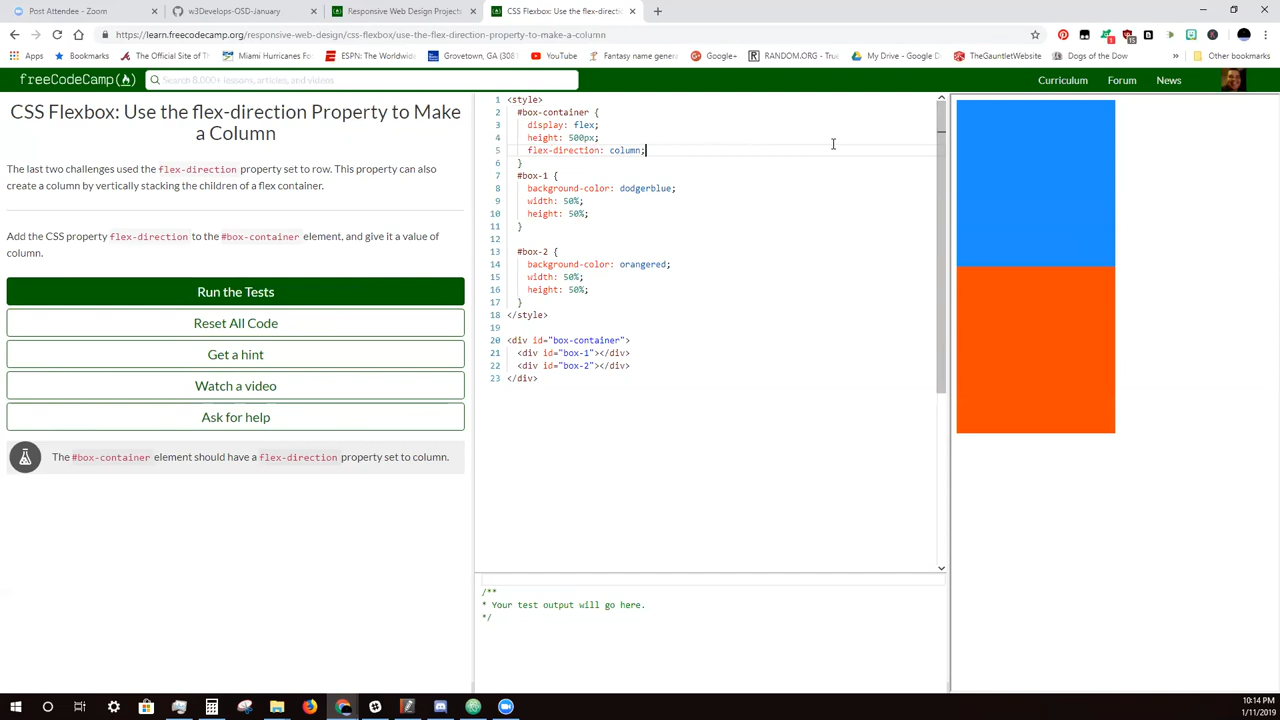 Post Attendee - Zoom
w3Develops-OSD-January
Responsive Web Design Projects
CSS Flexbox: Use the flex-directi
https://learn.freecodecamp.org/responsive-web-design/css-flexbox/use-the-flex-direction-property-to-make-a-column
Apps
Bookmarks
The Official Site of
Miami Hurricanes Fo
ESPN: The Worldwid
Grovetown, GA (308
YouTube
Fantasy name gener
Google+
RANDOM.ORG - True
My Drive - Google D
TheGauntletWebsite
Dogs of the Dow
»
Other bookmarks
freeCodeCamp
Search 8,000+ lessons, articles, and videos
Curriculum
Forum
News
CSS Flexbox: Use the flex-direction Property to Make
a Column
The last two challenges used the flex-direction property set to row. This property can also
create a column by vertically stacking the children of a flex container.
Add the CSS property flex-direction to the #box-container element, and give it a value of
column.
Run the Tests
Reset All Code
Get a hint
Watch a video
Ask for help
The #box-container element should have a flex-direction property set to column.
1 <style>
2 #box-container {
3 display: flex;
4 height: 500px;
5 flex-direction: column;
6 }
7 #box-1 {
8 background-color: dodgerblue;
9 width: 50%;
10 height: 50%;
11 }
12
13 #box-2 {
14 background-color: orangered;
15 width: 50%;
16 height: 50%;
17 }
18 </style>
19
20 <div id="box-container">
21 <div id="box-1"></div>
22 <div id="box-2"></div>
23 </div>
/**
* Your test output will go here.
*/
10:14 PM
1/11/2019